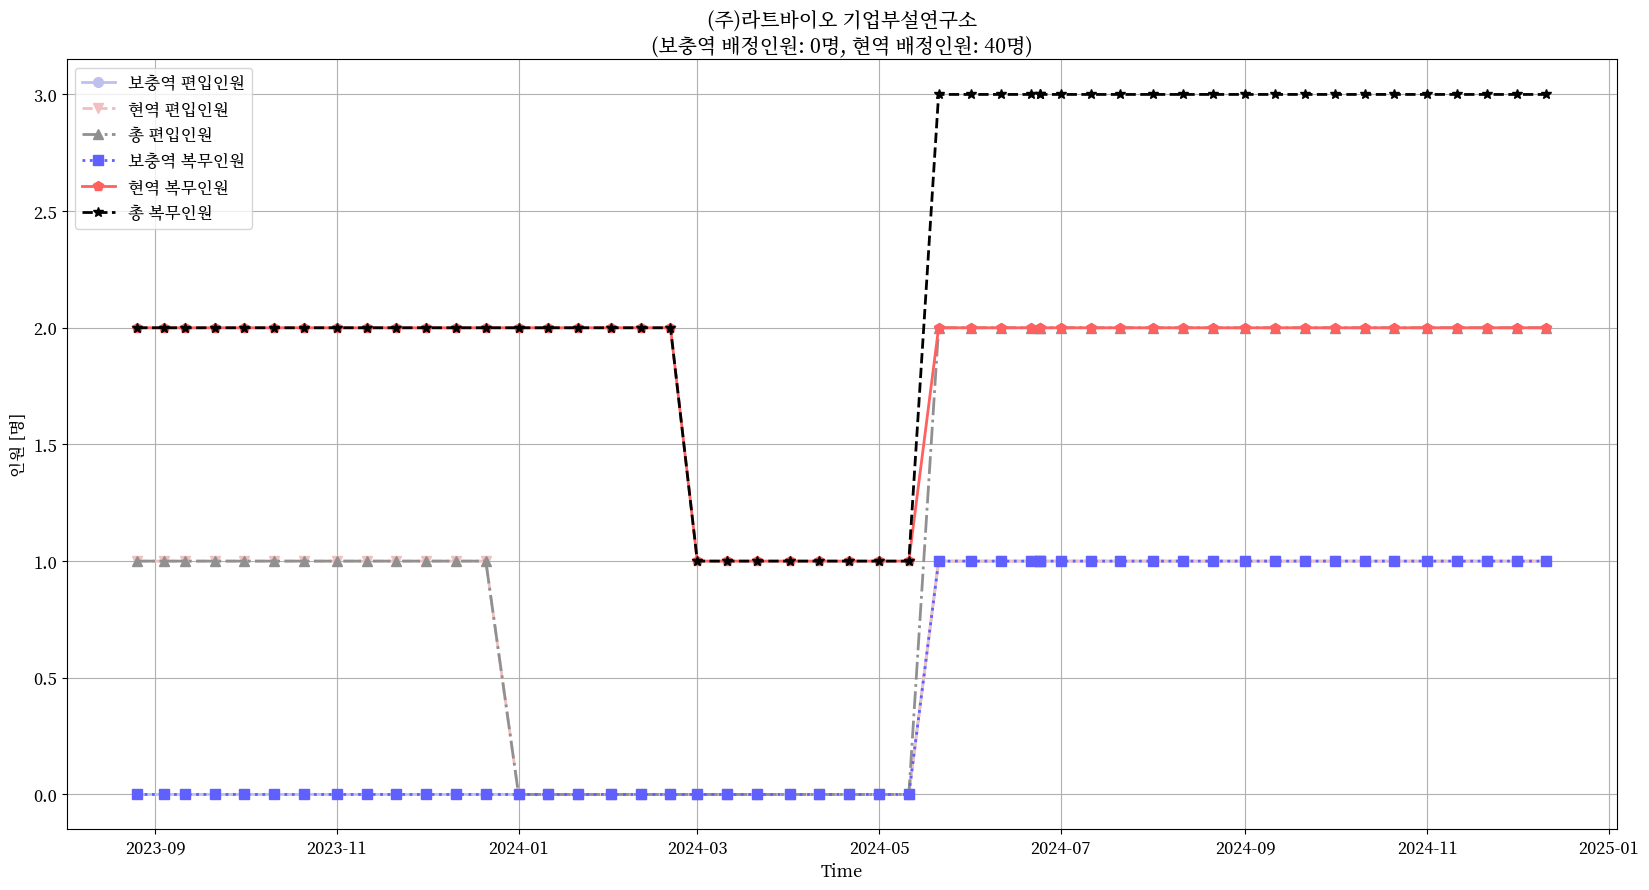 (주)라트바이오 기업부설연구소
(보충역 배정인원: 0명, 현역 배정인원: 40명)
보충역 편입인원
현역 편입인원
총 편입인원
보충역 복무인원
현역 복무인원
총 복무인원
3.0
2.5
2.0
1.5
1.0
0.5
0.0
인원 [명]
2023-09
2023-11
2024-01
2024-03
2024-05
2024-07
2024-09
2024-11
2025-01
Time